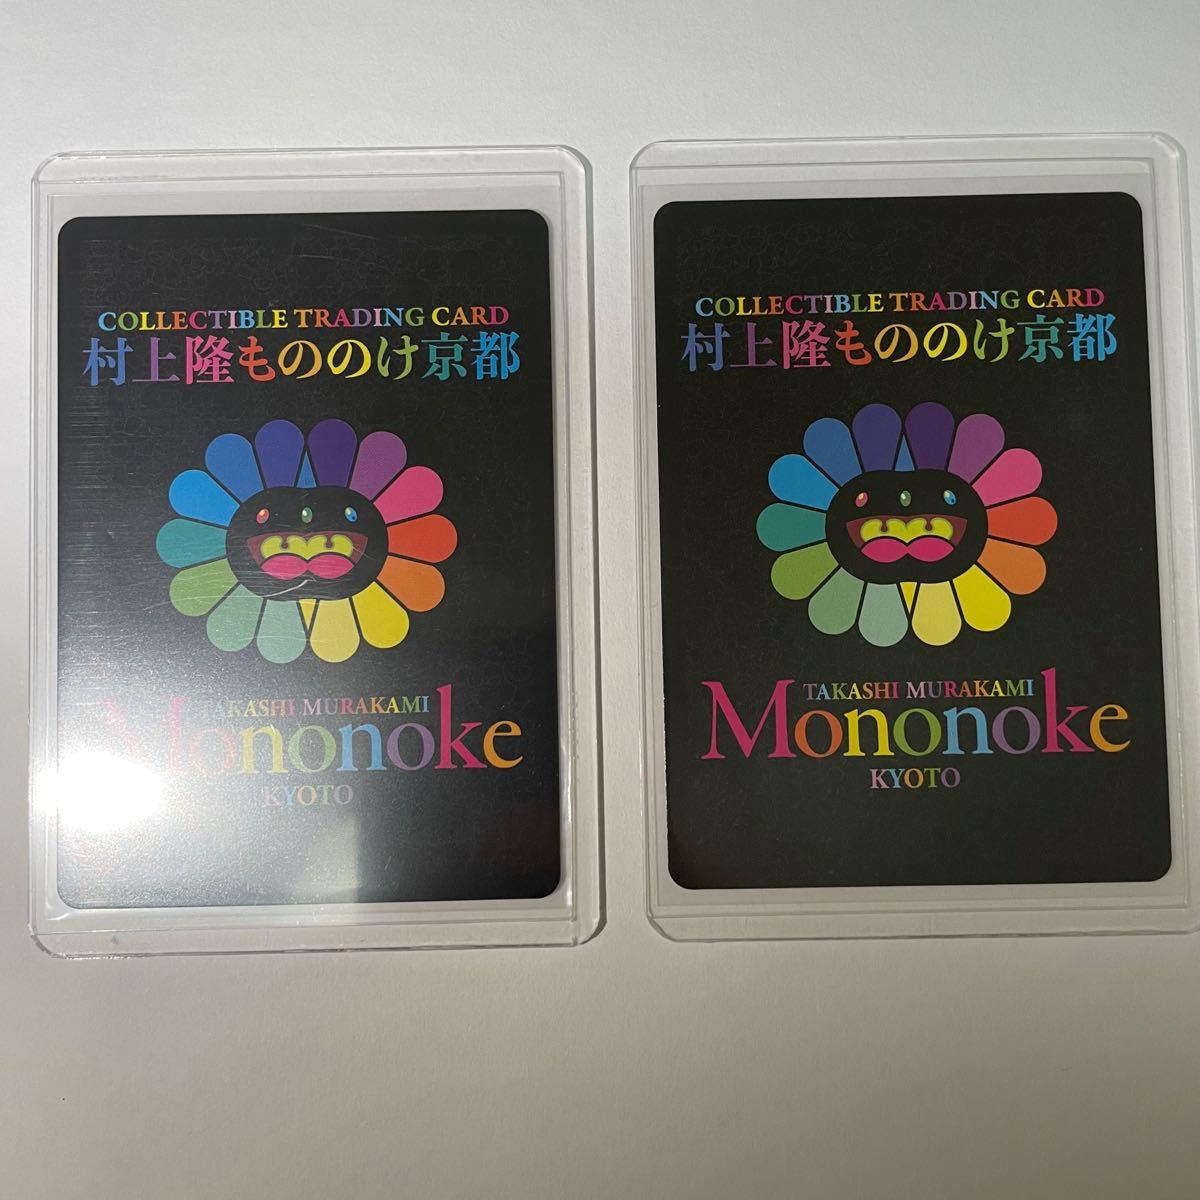 COLLECTIBLE TRADING CARD
村上隆もののけ京都
TAKASHI MURAKAMI
Mononoke
KYOTO
COLLECTIBLE TRADING CARD
村上隆もののけ京都
TAKASHI MURAKAMI
Mononoke
KYOTO